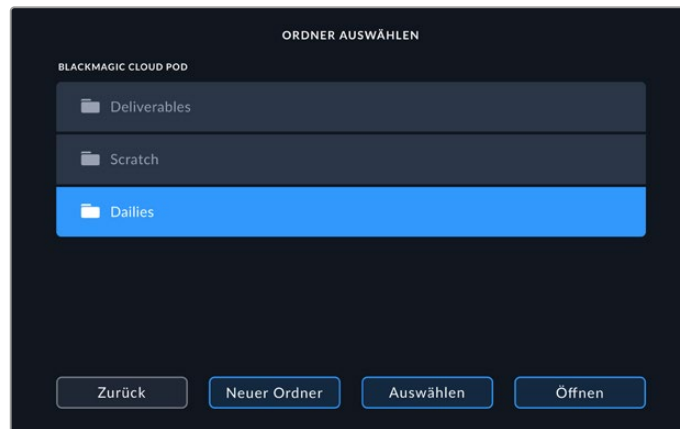 ORDNER AUSWÄHLEN
BLACKMAGIC CLOUD POD
Deliverables
Scratch
Dailies
Zurück
Neuer Ordner
Auswählen
Öffnen